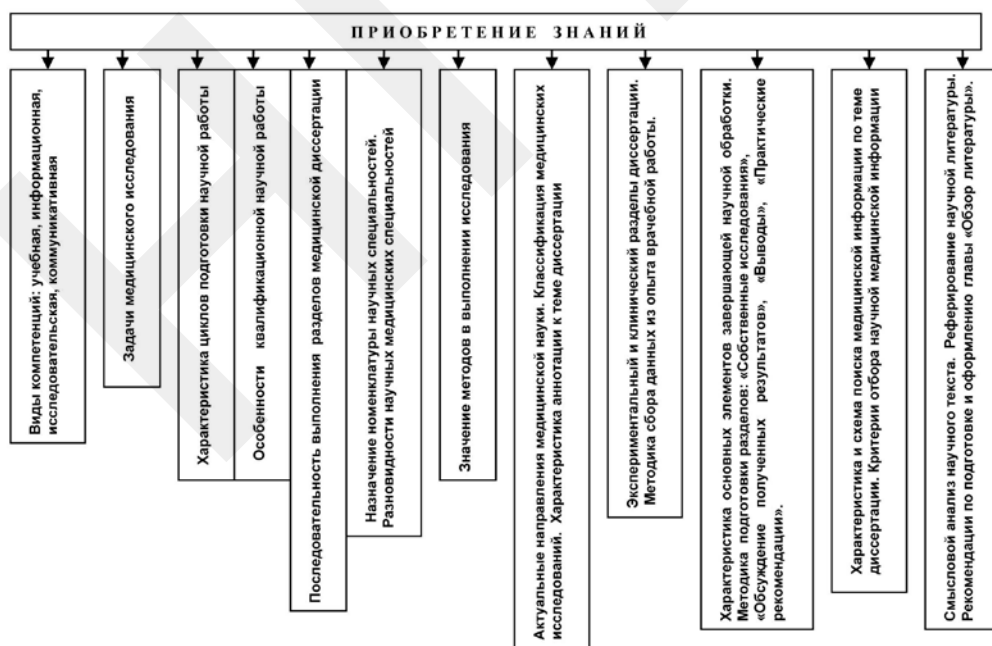 ПРИОБРЕТЕНИЕ ЗНАНИЙ
Виды компетенций: учебная, информационная,
исследовательская, коммуникативная
Задачи медицинского исследования
Характеристика циклов подготовки научной работы
Особенности квалификационной научной работы
Последовательность выполнения разделов медицинской диссертации
Назначение номенклатуры научных специальностей.
Разновидности научных медицинских специальностей
Значение методов в выполнении исследования
Актуальные направления медицинской науки. Классификация медицинских
исследований. Характеристика аннотации к теме диссертации
Экспериментальный и клинический разделы диссертации.
Методика сбора данных из опыта врачебной работы.
Характеристика основных элементов завершающей научной обработки.
Методика подготовки разделов: «Собственные исследования»,
«Обсуждение полученных результатов», «Выводы», «Практические
рекомендации».
Характеристика и схема поиска медицинской информации по теме
диссертации. Критерии отбора научной медицинской информации
Смысловой анализ научного текста. Реферирование научной литературы.
Рекомендации по подготовке и оформлению главы «Обзор литературы».